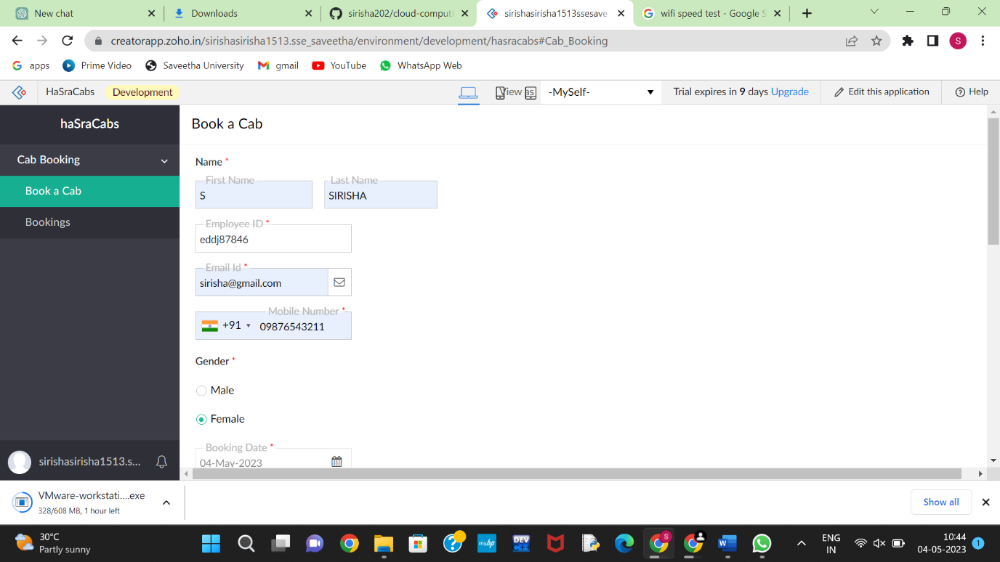 New chat
Downloads
sirisha202/cloud-computi
sirishasirisha1513ssesave
wifi speed test - Google S
creatorapp.zoho.in/sirishasirisha1513.sse_saveetha/environment/development/hasracabs#Cab_Booking
S
apps
Prime Video
Saveetha University
gmail
YouTube
WhatsApp Web
HaSraCabs
Development
View as
-MySelf-
Trial expires in 9 days Upgrade
Edit this application
Help
haSraCabs
Cab Booking
Book a Cab
Bookings
sirishasirisha1513.s...
Book a Cab
Name *
First Name
S
Last Name
SIRISHA
Employee ID *
eddj87846
Email Id *
sirisha@gmail.com
Mobile Number *
+91
09876543211
Gender *
Male
Female
Booking Date *
04-May-2023
VMware-workstati....exe
328/608 MB, 1 hour left
Show all
30°C
Partly sunny
myhp
DEV
S
W
ENG
IN
10:44
04-05-2023
1